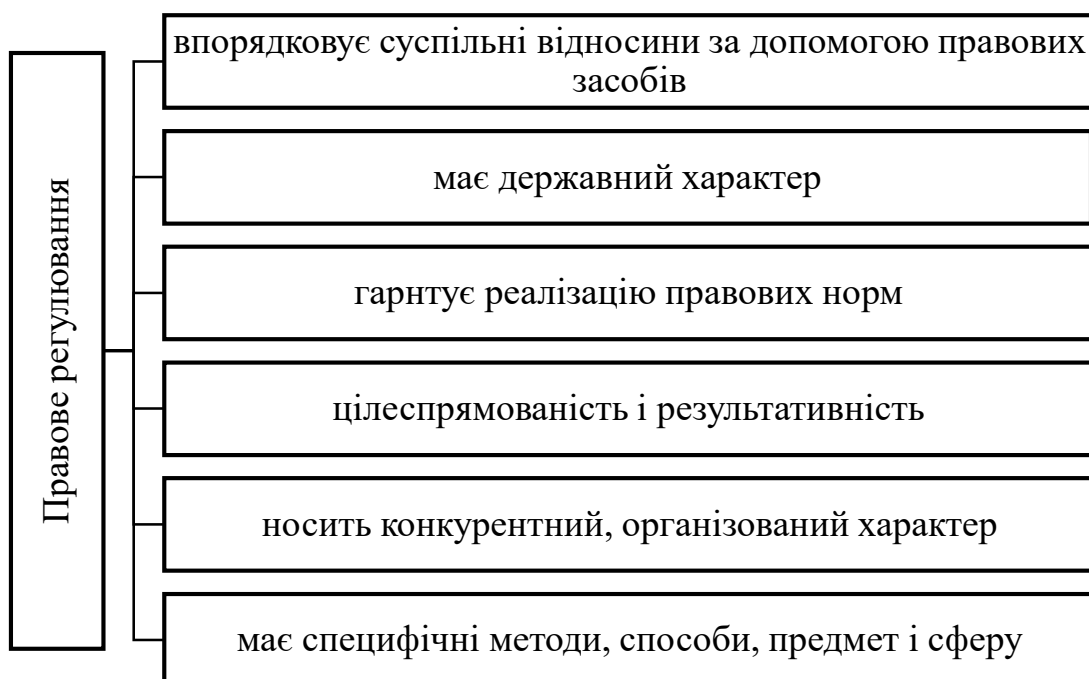 Правове регулювання
впорядковує суспільні відносини за допомогою правових
засобів
має державний характер
гарнтує реалізацію правових норм
цілеспрямованість і результативність
носить конкурентний, організований характер
має специфічні методи, способи, предмет і сферу